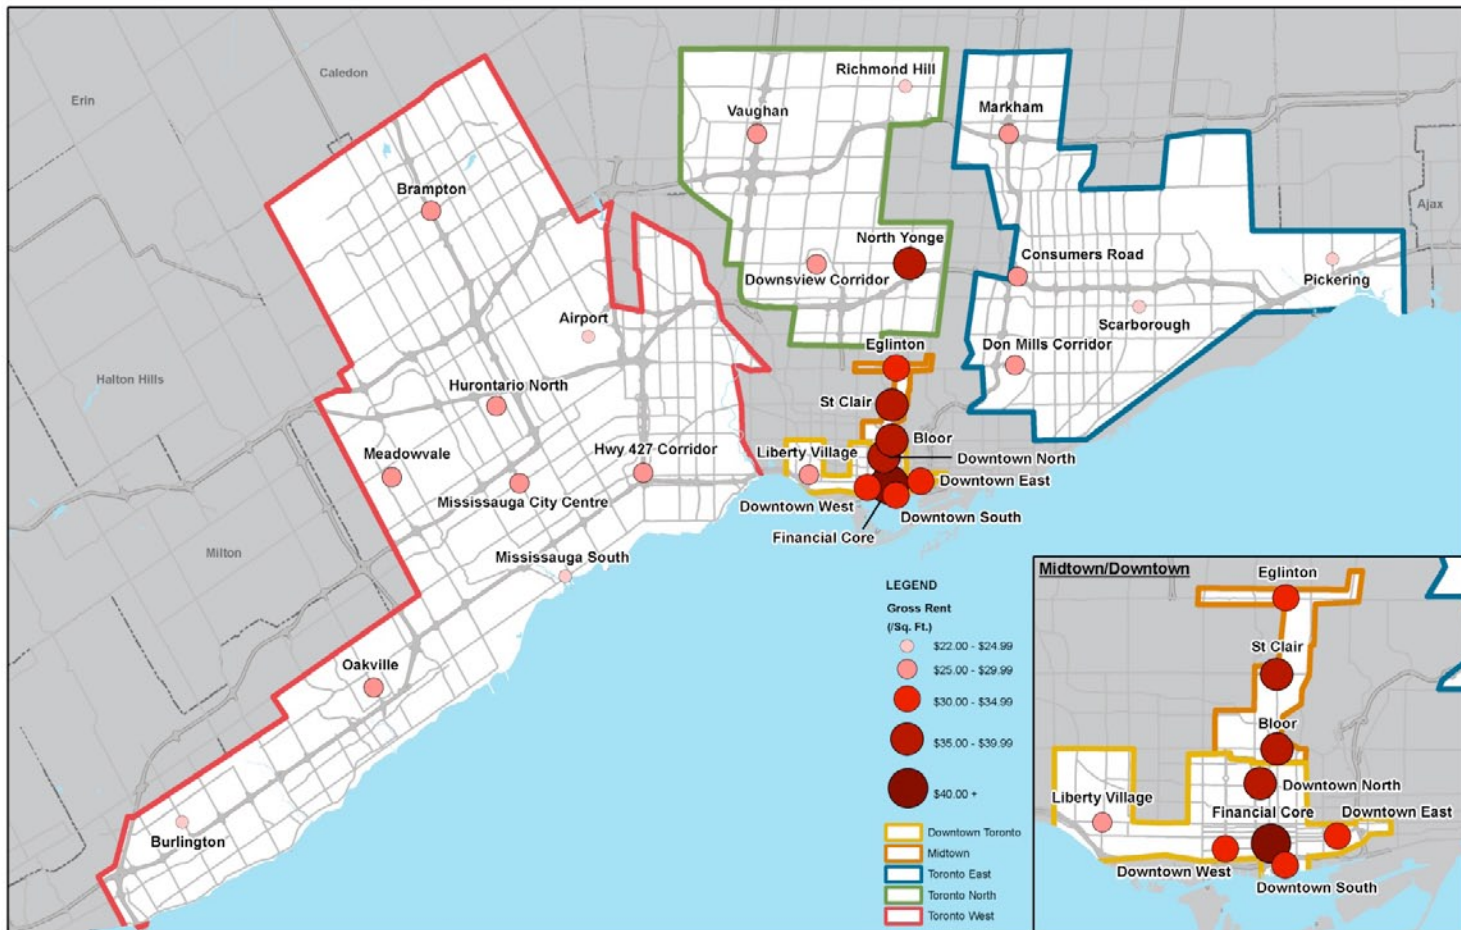 Caledon
Erin
Richmond Hill
Vaughan
Markham
Brampton
Ajax
North Yonge
Downsview Corridor
Consumers Road
Pickering
Airport
Scarborough
Eglinton
Don Mills Corridor
Halton Hills
Hurontario North
St Clair
Bloor
Meadowvale
Hwy 427 Corridor
Liberty Village
Downtown North
Downtown East
Mississauga City Centre
Downtown West
Downtown South
Financial Core
Milton
Mississauga South
Oakville
Burlington
LEGEND
Gross Rent
(/Sq. Ft.)
$22.00 - $24.99
$25.00 - $29.99
$30.00 - $34.99
$35.00 - $39.99
$40.00 +
Downtown Toronto
Midtown
Toronto East
Toronto North
Toronto West
Midtown/Downtown
Eglinton
St Clair
Bloor
Downtown North
Liberty Village
Financial Core
Downtown East
Downtown West
Downtown South